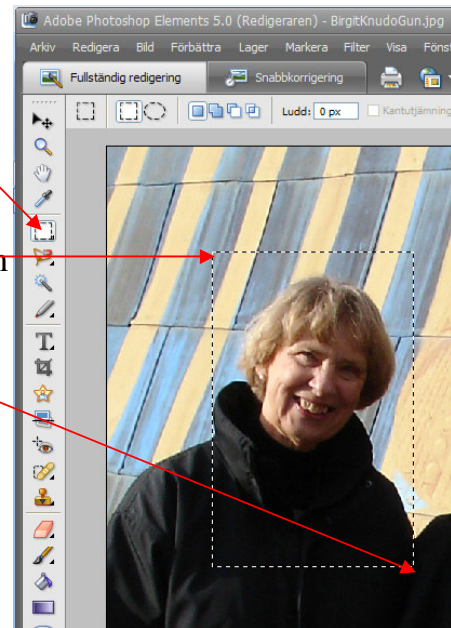 Adobe Photoshop Elements 5.0 (Redigeraren) - BirgitKnudoGun.jpg
Arkiv Redigera Bild Förbättra Lager Markera Filter Visa Föns
Fullständig redigering Snabbkorrigering
Ludd: 0 px Kantutjämning
n
T